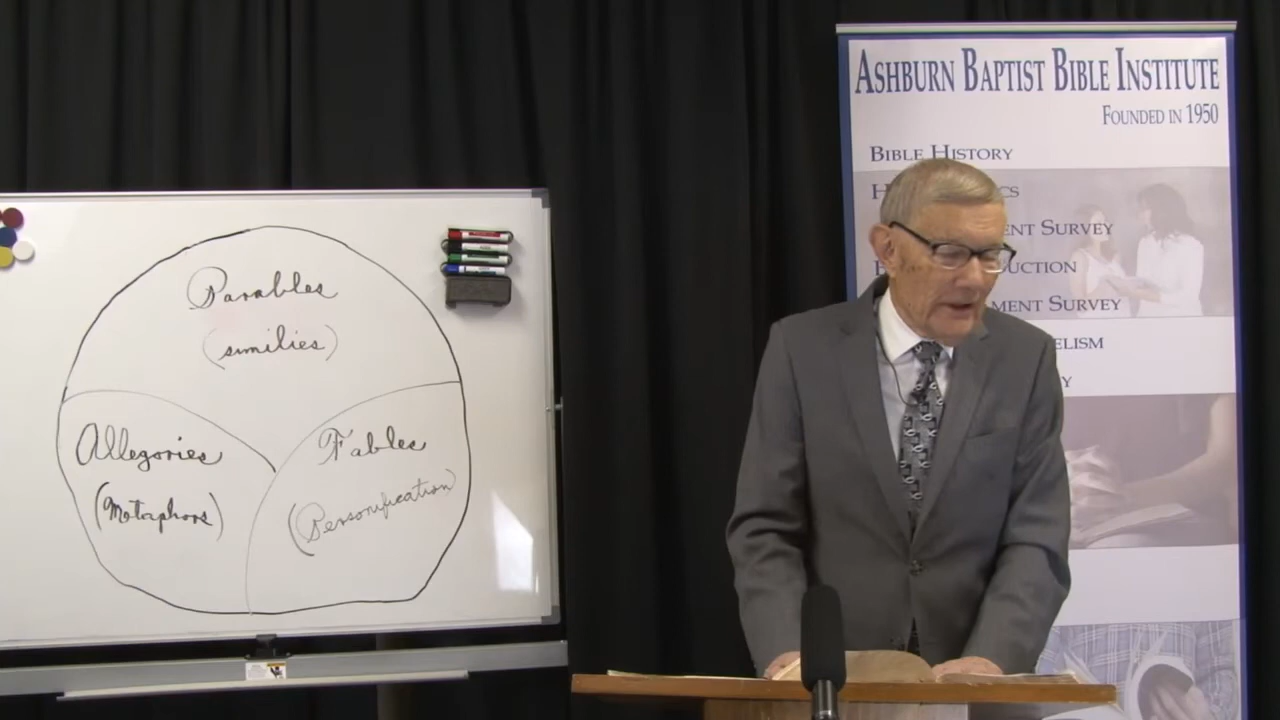 Parables
(similies)
Allegories
(Metaphors)
Fables
(Personification)
ASHBURN BAPTIST BIBLE INSTITUTE
FOUNDED IN 1950
BIBLE HISTORY
H CS
ENT SURVEY
UCTION
MENT SURVEY
ELISM
Y